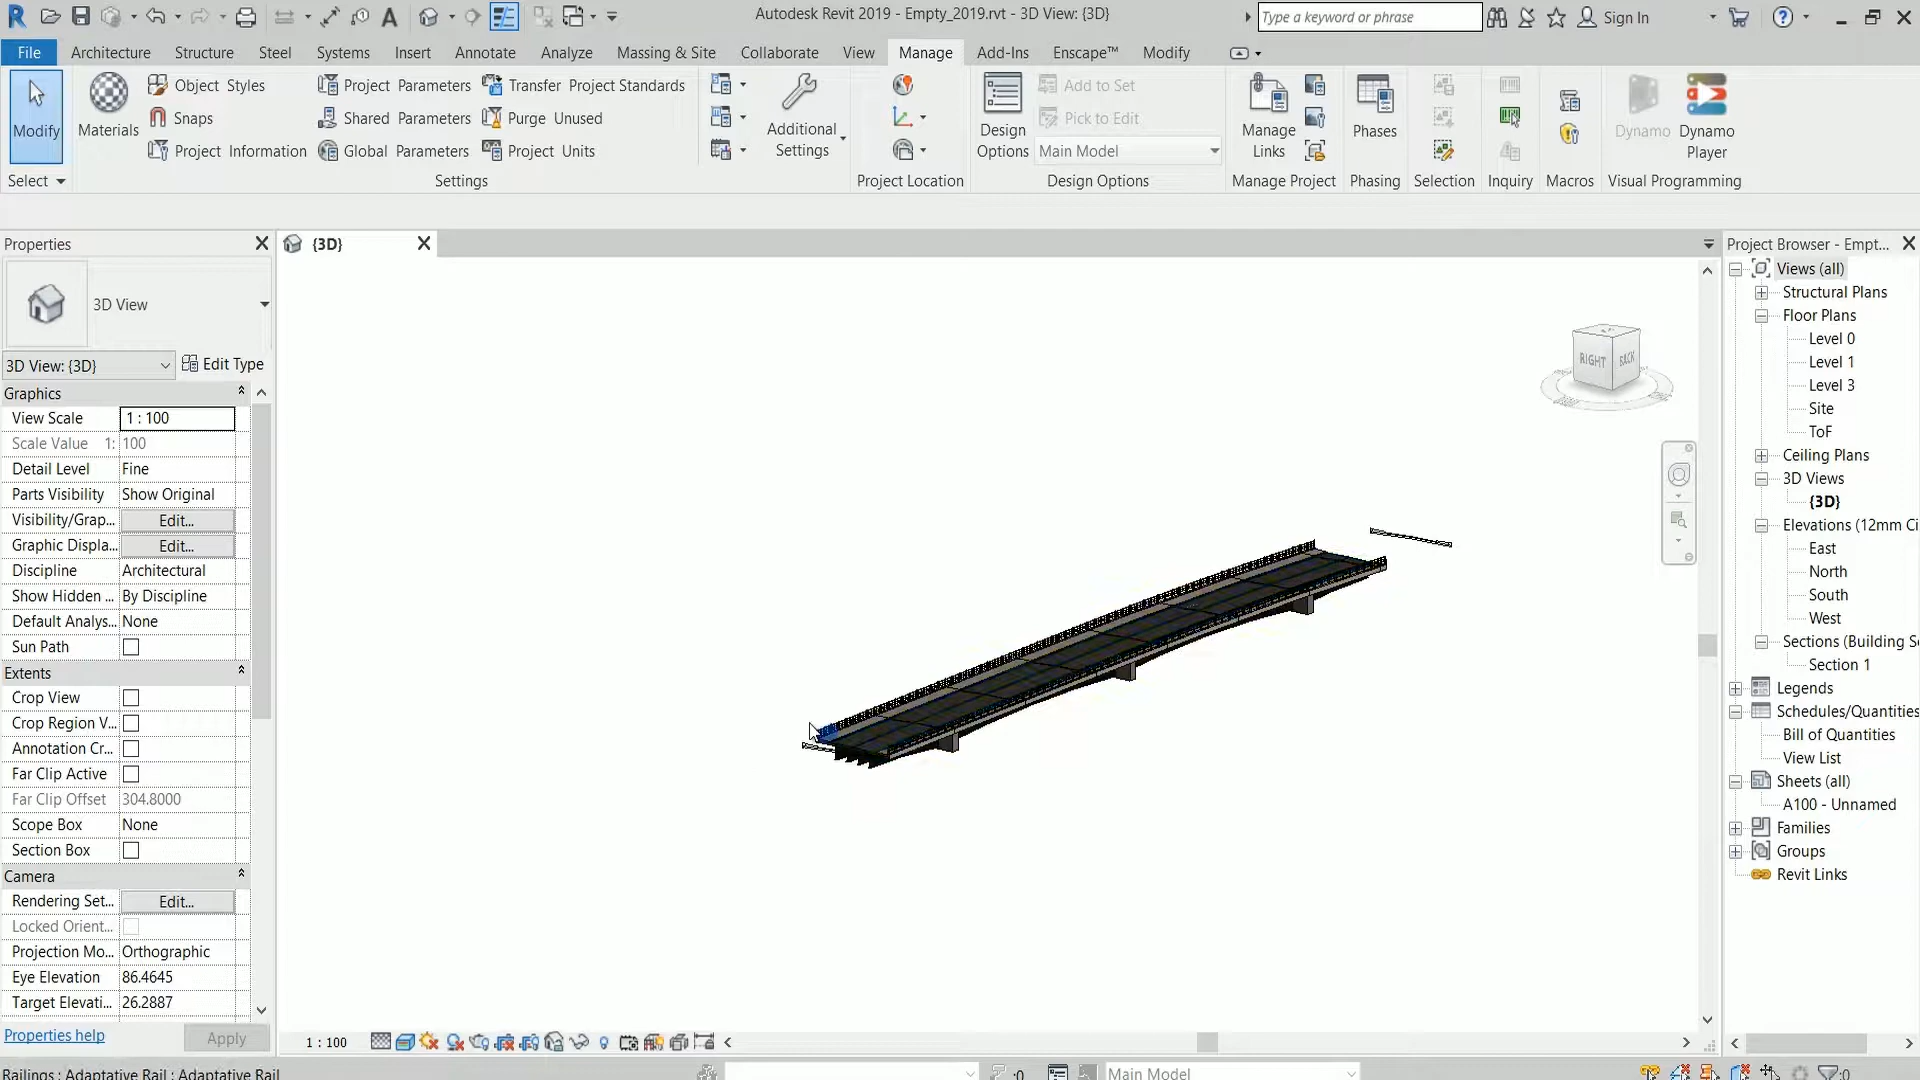 Autodesk Revit 2019 - Empty_2019.rvt - 3D View: {3D}
Type a keyword or phrase
Sign In
File Architecture Structure Steel Systems Insert Annotate Analyze Massing & Site Collaborate View Manage Add-Ins Enscape™ Modify
Modify
Materials
Object Styles
Snaps
Project Information
Project Parameters
Shared Parameters
Global Parameters
Transfer Project Standards
Purge Unused
Project Units
Additional Settings
Design Options
Add to Set
Pick to Edit
Main Model
Manage Links
Phases
Dynamo
Dynamo Player
Select Settings Project Location Design Options Manage Project Phasing Selection Inquiry Macros Visual Programming
Properties
3D View
3D View: {3D} Edit Type
Graphics
View Scale 1 : 100
Scale Value 1: 100
Detail Level Fine
Parts Visibility Show Original
Visibility/Grap... Edit...
Graphic Displa... Edit...
Discipline Architectural
Show Hidden ... By Discipline
Default Analys... None
Sun Path
Extents
Crop View
Crop Region V...
Annotation Cr...
Far Clip Active
Far Clip Offset 304.8000
Scope Box None
Section Box
Camera
Rendering Set... Edit...
Locked Orient...
Projection Mo... Orthographic
Eye Elevation 86.4645
Target Elevati... 26.2887
Properties help Apply
{3D}
RIGHT BACK
1 : 100
Project Browser - Empt...
Views (all)
Structural Plans
Floor Plans
Level 0
Level 1
Level 3
Site
ToF
Ceiling Plans
3D Views
{3D}
Elevations (12mm Ci
East
North
South
West
Sections (Building S
Section 1
Legends
Schedules/Quantities
Bill of Quantities
View List
Sheets (all)
A100 - Unnamed
Families
Groups
Revit Links
Railings : Adaptative Rail : Adaptative Rail :0 Main Model :0